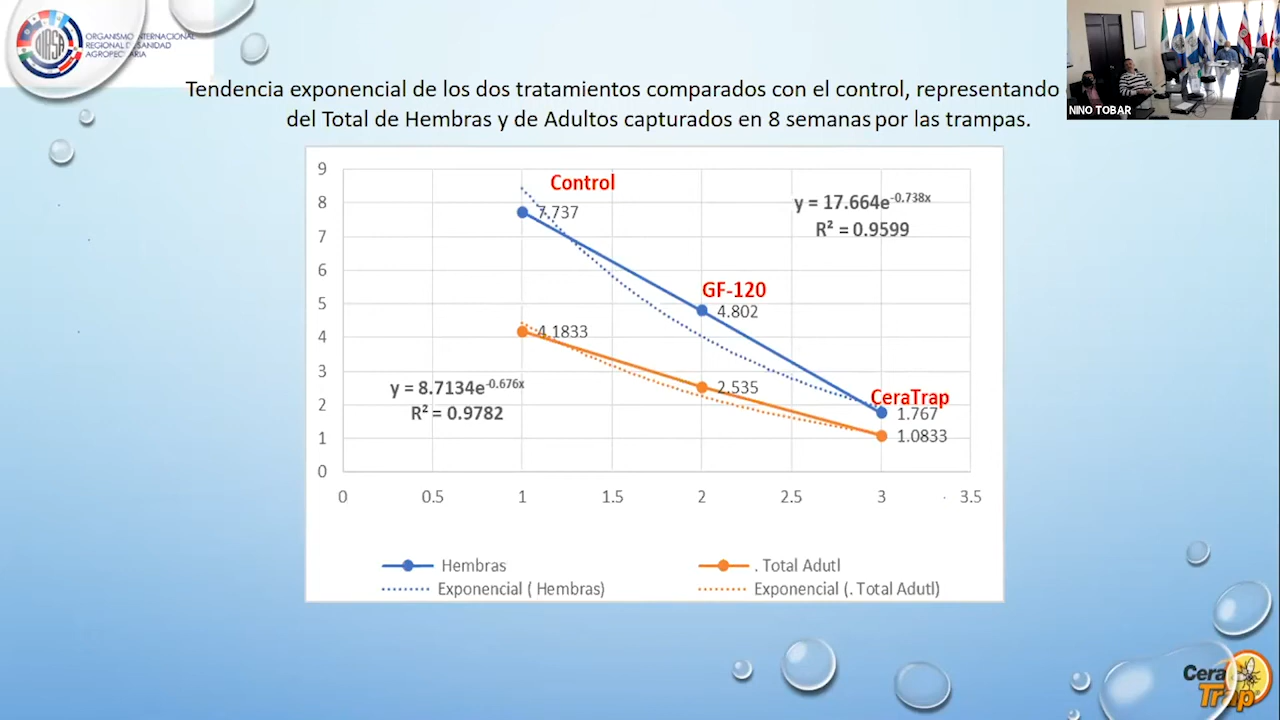 ORGANISMO INTERNACIONAL
REGIONAL DE SANIDAD
AGROPECUARIA
OIRSA
NINO TOBAR
Tendencia exponencial de los dos tratamientos comparados con el control, representando
del Total de Hembras y de Adultos capturados en 8 semanas por las trampas.
9
8
7
6
5
4
3
2
1
0
Control
7.737
y = 17.664e-0.738x
R² = 0.9599
GF-120
4.802
4.1833
2.535
y = 8.7134e-0.676x
R² = 0.9782
CeraTrap
1.767
1.0833
0 0.5 1 1.5 2 2.5 3 3.5
Hembras . Total Adutl
Exponencial ( Hembras) Exponencial (. Total Adutl)
Cera
Trap